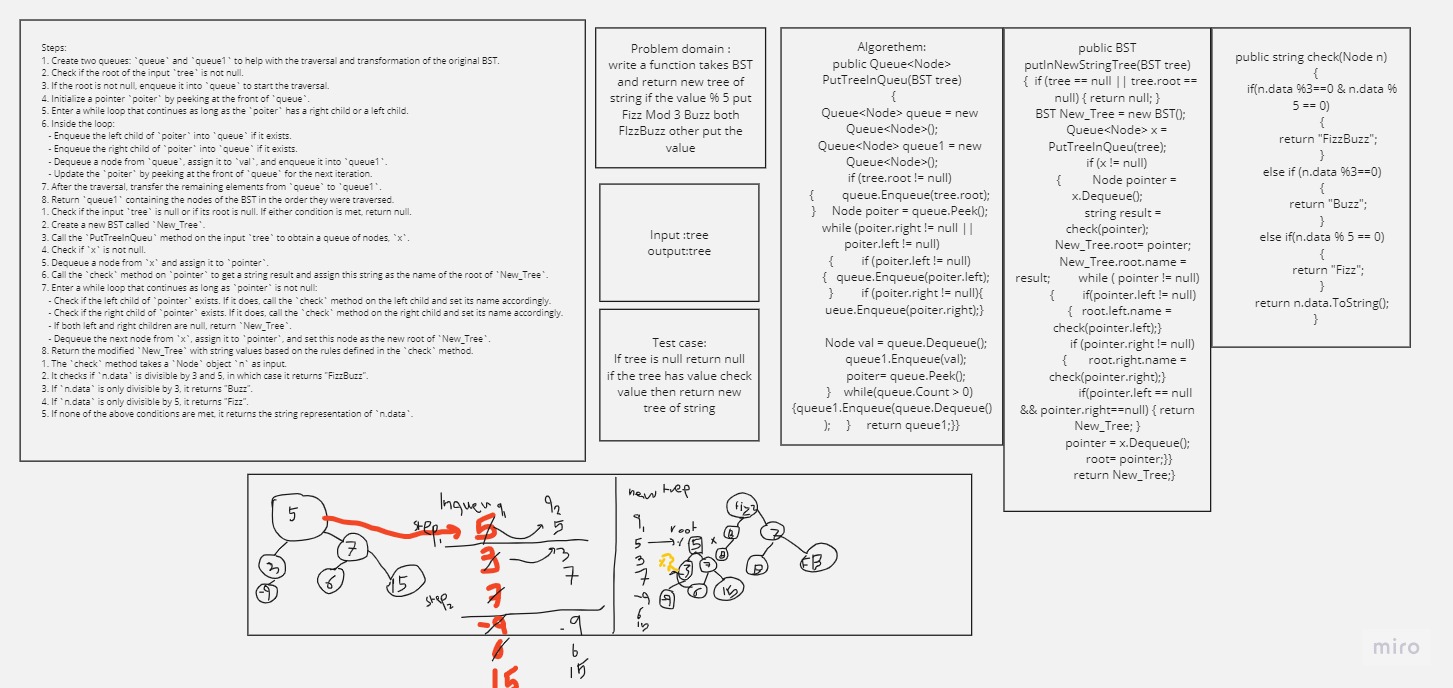 Steps:
1. Create two queues: `queue` and `queue1` to help with the traversal and transformation of the original BST.
2. Check if the root of the input `tree` is not null.
3. If the root is not null, enqueue it into `queue` to start the traversal.
4. Initialize a pointer `poiter` by peeking at the front of `queue`.
5. Enter a while loop that continues as long as the `poiter` has a right child or a left child.
6. Inside the loop:
- Enqueue the left child of `poiter` into `queue` if it exists.
- Enqueue the right child of `poiter` into `queue` if it exists.
- Dequeue a node from `queue`, assign it to `val`, and enqueue it into `queue1`.
- Update the `poiter` by peeking at the front of `queue` for the next iteration.
7. After the traversal, transfer the remaining elements from `queue` to `queue1`.
8. Return `queue1` containing the nodes of the BST in the order they were traversed.
1. Check if the input `tree` is null or if its root is null. If either condition is met, return null.
2. Create a new BST called `New_Tree`.
3. Call the `PutTreeInQueu` method on the input `tree` to obtain a queue of nodes, `x`.
4. Check if `x` is not null.
5. Dequeue a node from `x` and assign it to `pointer`.
6. Call the `check` method on `pointer` to get a string result and assign this string as the name of the root of `New_Tree`.
7. Enter a while loop that continues as long as `pointer` is not null:
- Check if the left child of `pointer` exists. If it does, call the `check` method on the left child and set its name accordingly.
- Check if the right child of `pointer` exists. If it does, call the `check` method on the right child and set its name accordingly.
- If both left and right children are null, return `New_Tree`.
- Dequeue the next node from `x`, assign it to `pointer`, and set this node as the new root of `New_Tree`.
8. Return the modified `New_Tree` with string values based on the rules defined in the `check` method.
1. The `check` method takes a `Node` object `n` as input.
2. It checks if `n.data` is divisible by 3 and 5, in which case it returns "FizzBuzz".
3. If `n.data` is only divisible by 3, it returns "Buzz".
4. If `n.data` is only divisible by 5, it returns "Fizz".
5. If none of the above conditions are met, it returns the string representation of `n.data`.
Problem domain :
write a function takes BST
and return new tree of
string if the value % 5 put
Fizz Mod 3 Buzz both
FIzzBuzz other put the
value
Input :tree
output:tree
Test case:
If tree is null return null
if the tree has value check
value then return new
tree of string
Algorethem:
public Queue<Node>
PutTreeInQueu(BST tree)
{
Queue<Node> queue = new
Queue<Node>();
Queue<Node> queue1 = new
Queue<Node>();
if (tree.root != null)
{ queue.Enqueue(tree.root);
} Node poiter = queue.Peek();
while (poiter.right != null ||
poiter.left != null)
{ if (poiter.left != null)
{ queue.Enqueue(poiter.left);
} if (poiter.right != null){
ueue.Enqueue(poiter.right);}
Node val = queue.Dequeue();
queue1.Enqueue(val);
poiter= queue.Peek();
} while(queue.Count > 0)
{queue1.Enqueue(queue.Dequeue()
); } return queue1;}}
public BST
putInNewStringTree(BST tree)
{ if (tree == null || tree.root ==
null) { return null; }
BST New_Tree = new BST();
Queue<Node> x =
PutTreeInQueu(tree);
if (x != null)
{ Node pointer =
x.Dequeue();
string result =
check(pointer);
New_Tree.root= pointer;
New_Tree.root.name =
result; while ( pointer != null)
{ if(pointer.left != null)
{ root.left.name =
check(pointer.left);}
if (pointer.right != null)
{ root.right.name =
check(pointer.right);}
if(pointer.left == null
&& pointer.right==null) { return
New_Tree; }
pointer = x.Dequeue();
root= pointer;}}
return New_Tree;}
public string check(Node n)
{
if(n.data %3==0 & n.data %
5 == 0)
{
return "FizzBuzz";
}
else if (n.data %3==0)
{
return "Buzz";
}
else if(n.data % 5 == 0)
{
return "Fizz";
}
return n.data.ToString();
}
5
7
3
-9
6
15
step1
step2
5
3
7
-9
6
15
q2
5
3
7
-9
6
15
new tree
q1
5
3
7
-9
6
15
root
5
3
7
-9
6
15
7
B
FB
miro